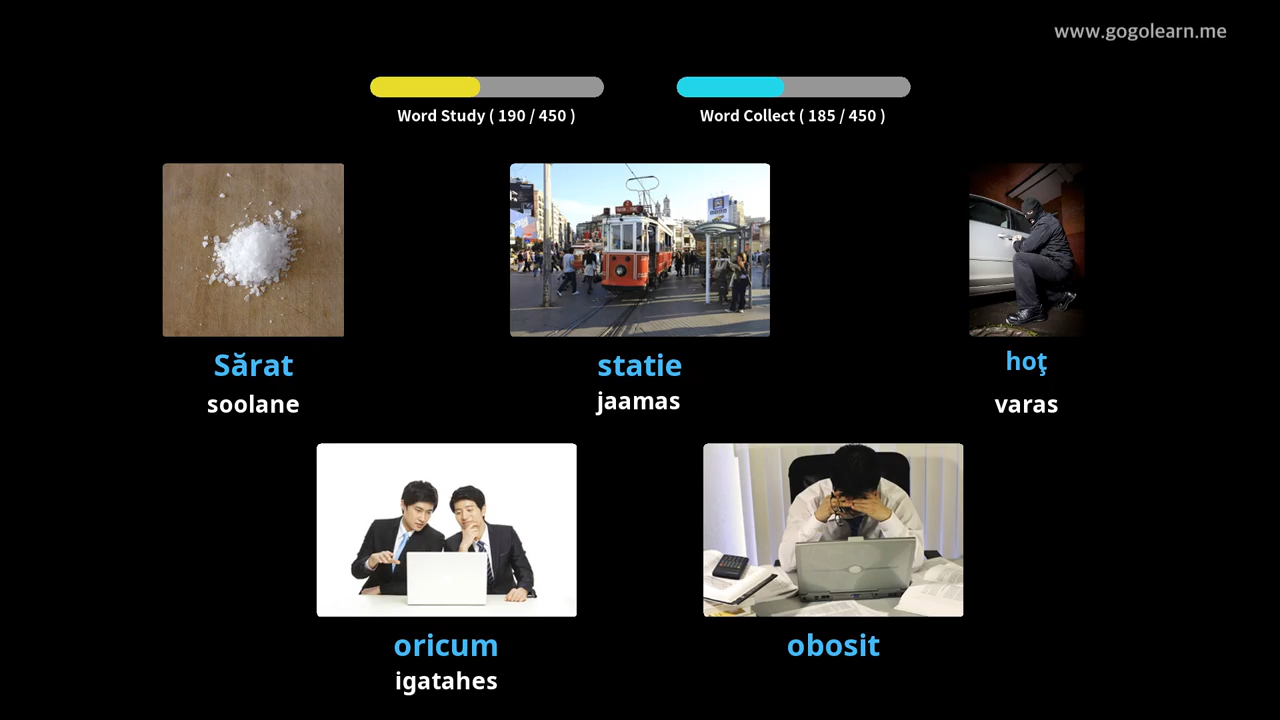 www.gogolearn.me
Word Study ( 190 / 450 )
Word Collect ( 185 / 450 )
Sărat
soolane
statie
jaamas
hoţ
varas
oricum
igatahes
obosit